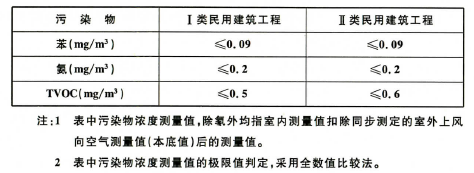 污 染 物 Ⅰ类民用建筑工程 Ⅱ类民用建筑工程
苯(mg/m³) ≤0.09 ≤0.09
氨(mg/m³) ≤0.2 ≤0.2
TVOC(mg/m³) ≤0.5 ≤0.6
注:1 表中污染物浓度测量值,除氡外均指室内测量值扣除同步测定的室外上风
向空气测量值(本底值)后的测量值。
2 表中污染物浓度测量值的极限值判定,采用全数值比较法。